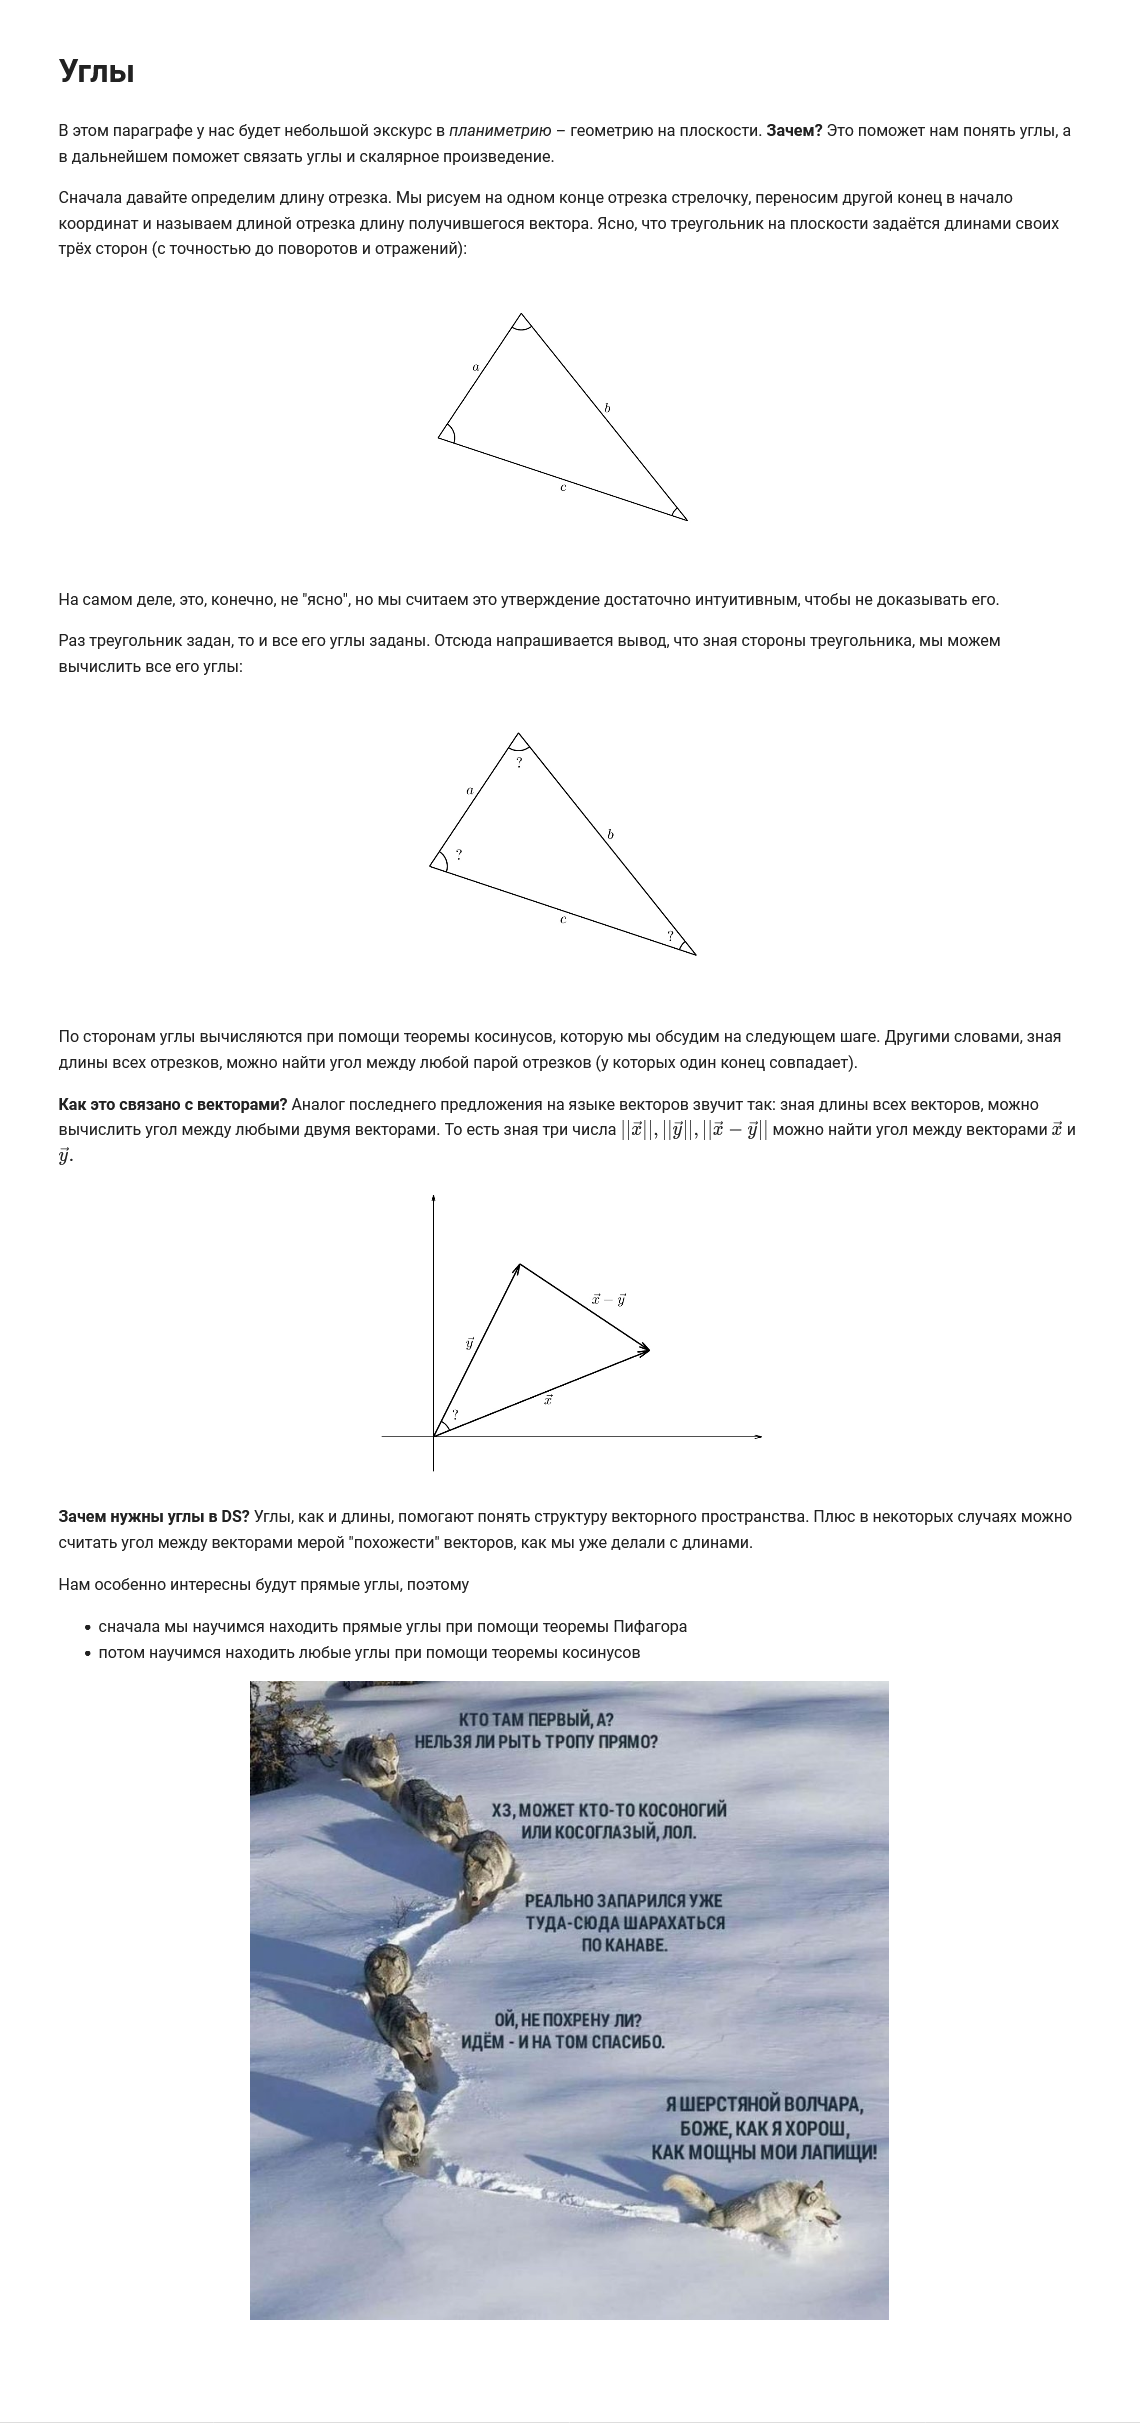 Углы
В этом параграфе у нас будет небольшой экскурс в планиметрию – геометрию на плоскости. Зачем? Это поможет нам понять углы, а
в дальнейшем поможет связать углы и скалярное произведение.
Сначала давайте определим длину отрезка. Мы рисуем на одном конце отрезка стрелочку, переносим другой конец в начало
координат и называем длиной отрезка длину получившегося вектора. Ясно, что треугольник на плоскости задаётся длинами своих
трёх сторон (с точностью до поворотов и отражений):
a
b
c
На самом деле, это, конечно, не "ясно", но мы считаем это утверждение достаточно интуитивным, чтобы не доказывать его.
Раз треугольник задан, то и все его углы заданы. Отсюда напрашивается вывод, что зная стороны треугольника, мы можем
вычислить все его углы:
?
a
b
?
c
?
По сторонам углы вычисляются при помощи теоремы косинусов, которую мы обсудим на следующем шаге. Другими словами, зная
длины всех отрезков, можно найти угол между любой парой отрезков (у которых один конец совпадает).
Как это связано с векторами? Аналог последнего предложения на языке векторов звучит так: зная длины всех векторов, можно
вычислить угол между любыми двумя векторами. То есть зная три числа ||x⃗||, ||y⃗||, ||x⃗ − y⃗|| можно найти угол между векторами x⃗ и
y⃗.
x⃗ − y⃗
y⃗
x⃗
?
Зачем нужны углы в DS? Углы, как и длины, помогают понять структуру векторного пространства. Плюс в некоторых случаях можно
считать угол между векторами мерой "похожести" векторов, как мы уже делали с длинами.
Нам особенно интересны будут прямые углы, поэтому
• сначала мы научимся находить прямые углы при помощи теоремы Пифагора
• потом научимся находить любые углы при помощи теоремы косинусов
КТО ТАМ ПЕРВЫЙ, А?
НЕЛЬЗЯ ЛИ РЫТЬ ТРОПУ ПРЯМО?
ХЗ, МОЖЕТ КТО-ТО КОСОНОГИЙ
ИЛИ КОСОГЛАЗЫЙ, ЛОЛ.
РЕАЛЬНО ЗАПАРИЛСЯ УЖЕ
ТУДА-СЮДА ШАРАХАТЬСЯ
ПО КАНАВЕ.
ОЙ, НЕ ПОХРЕНУ ЛИ?
ИДЁМ - И НА ТОМ СПАСИБО.
Я ШЕРСТЯНОЙ ВОЛЧАРА,
БОЖЕ, КАК Я ХОРОШ,
КАК МОЩНЫ МОИ ЛАПИЩИ!